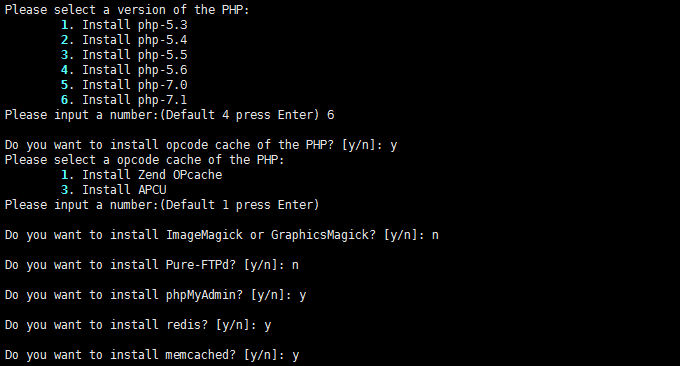 Please select a version of the PHP:
1. Install php-5.3
2. Install php-5.4
3. Install php-5.5
4. Install php-5.6
5. Install php-7.0
6. Install php-7.1
Please input a number:(Default 4 press Enter) 6
Do you want to install opcode cache of the PHP? [y/n]: y
Please select a opcode cache of the PHP:
1. Install Zend OPcache
3. Install APCU
Please input a number:(Default 1 press Enter)
Do you want to install ImageMagick or GraphicsMagick? [y/n]: n
Do you want to install Pure-FTPd? [y/n]: n
Do you want to install phpMyAdmin? [y/n]: y
Do you want to install redis? [y/n]: y
Do you want to install memcached? [y/n]: y